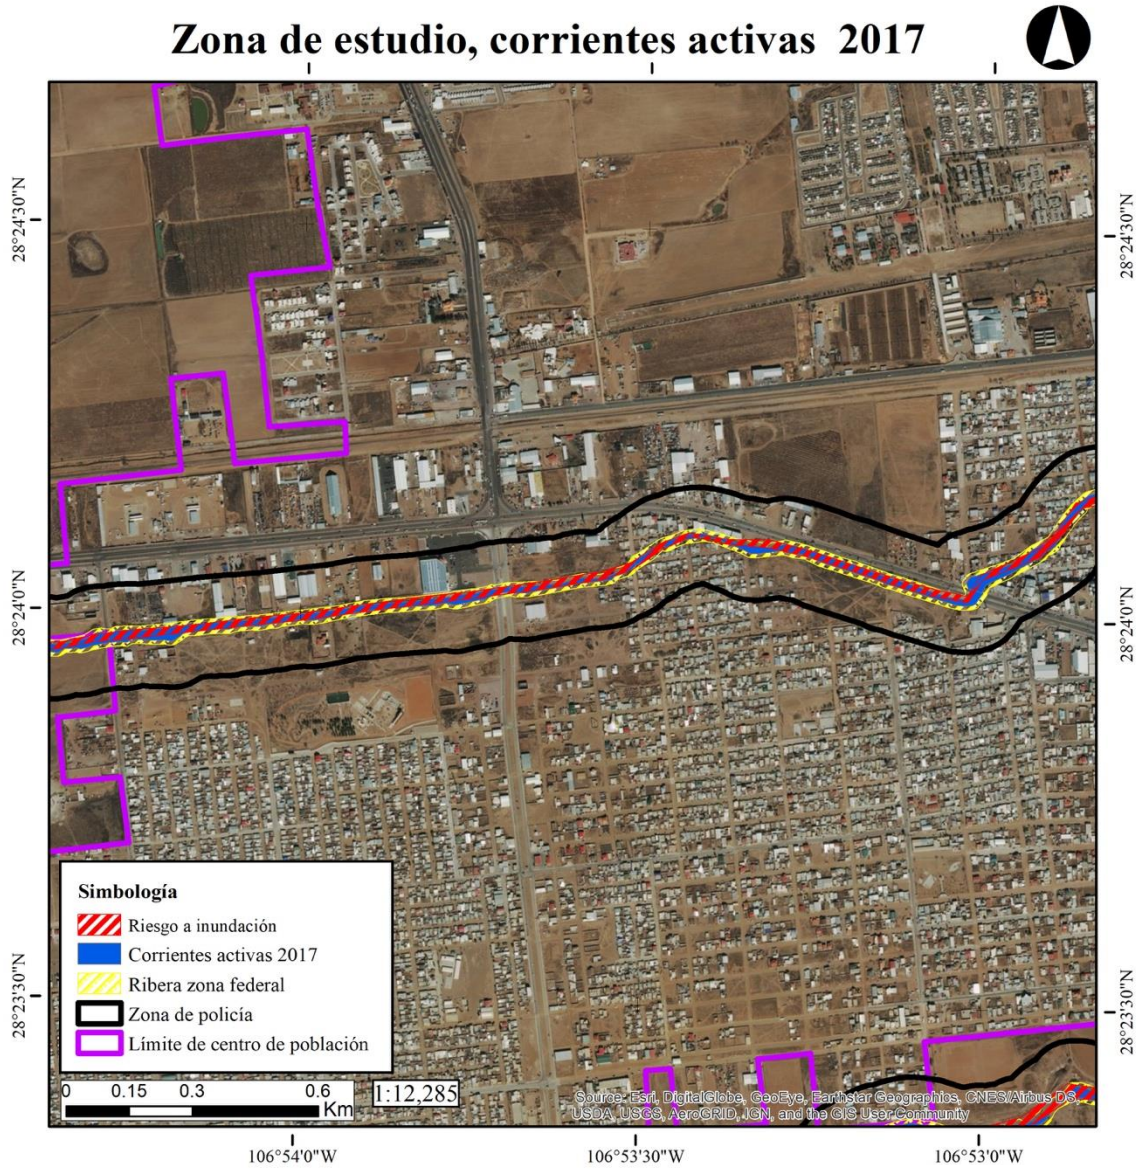 Zona de estudio, corrientes activas 2017
28°24'30"N
28°24'30"N
28°24'0"N
28°24'0"N
28°23'30"N
28°23'30"N
Simbología
Riesgo a inundación
Corrientes activas 2017
Ribera zona federal
Zona de policía
Límite de centro de población
0 0.15 0.3 0.6
Km
1:12,285
Source: Esri, DigitalGlobe, GeoEye, Earthstar Geographics, CNES/Airbus DS,
USDA, USGS, AeroGRID, IGN, and the GIS User Community
106°54'0"W 106°53'30"W 106°53'0"W